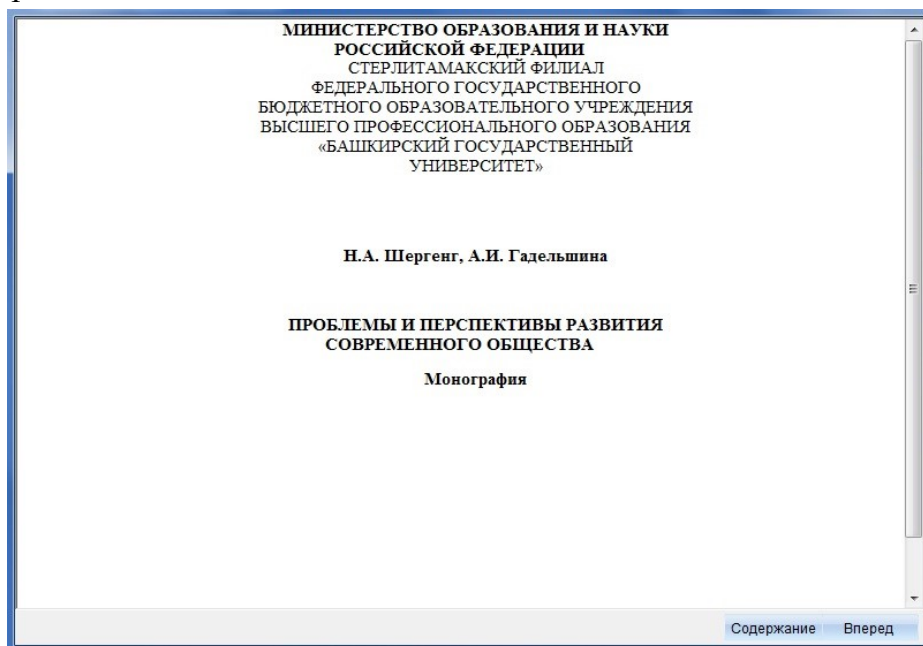 МИНИСТЕРСТВО ОБРАЗОВАНИЯ И НАУКИ
РОССИЙСКОЙ ФЕДЕРАЦИИ
СТЕРЛИТАМАКСКИЙ ФИЛИАЛ
ФЕДЕРАЛЬНОГО ГОСУДАРСТВЕННОГО
БЮДЖЕТНОГО ОБРАЗОВАТЕЛЬНОГО УЧРЕЖДЕНИЯ
ВЫСШЕГО ПРОФЕССИОНАЛЬНОГО ОБРАЗОВАНИЯ
«БАШКИРСКИЙ ГОСУДАРСТВЕННЫЙ
УНИВЕРСИТЕТ»
Н.А. Шергенг, А.И. Гадельшина
ПРОБЛЕМЫ И ПЕРСПЕКТИВЫ РАЗВИТИЯ
СОВРЕМЕННОГО ОБЩЕСТВА
Монография
Содержание Вперед